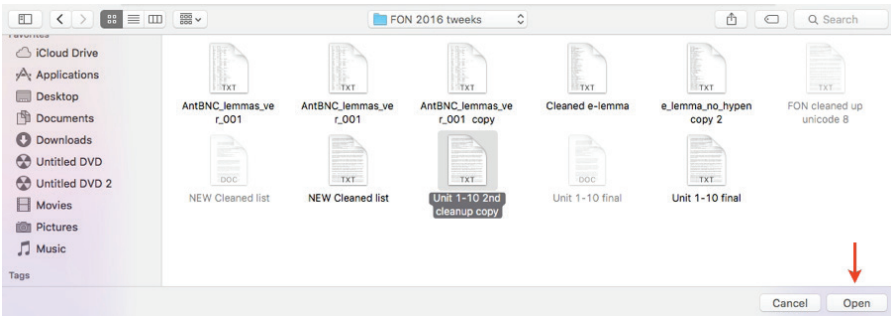 FON 2016 tweeks
Search
Favorites
iCloud Drive
Applications
Desktop
Documents
Downloads
Untitled DVD
Untitled DVD 2
Movies
Pictures
Music
Tags
TXT
TXT
TXT
TXT
TXT
TXT
AntBNC_lemmas_ve
r_001
AntBNC_lemmas_ve
r_001
AntBNC_lemmas_ve
r_001 copy
Cleaned e-lemma
e_lemma_no_hypen
copy 2
FON cleaned up
unicode 8
DOC
TXT
TXT
DOC
TXT
NEW Cleaned list
NEW Cleaned list
Unit 1-10 2nd
cleanup copy
Unit 1-10 final
Unit 1-10 final
Cancel
Open